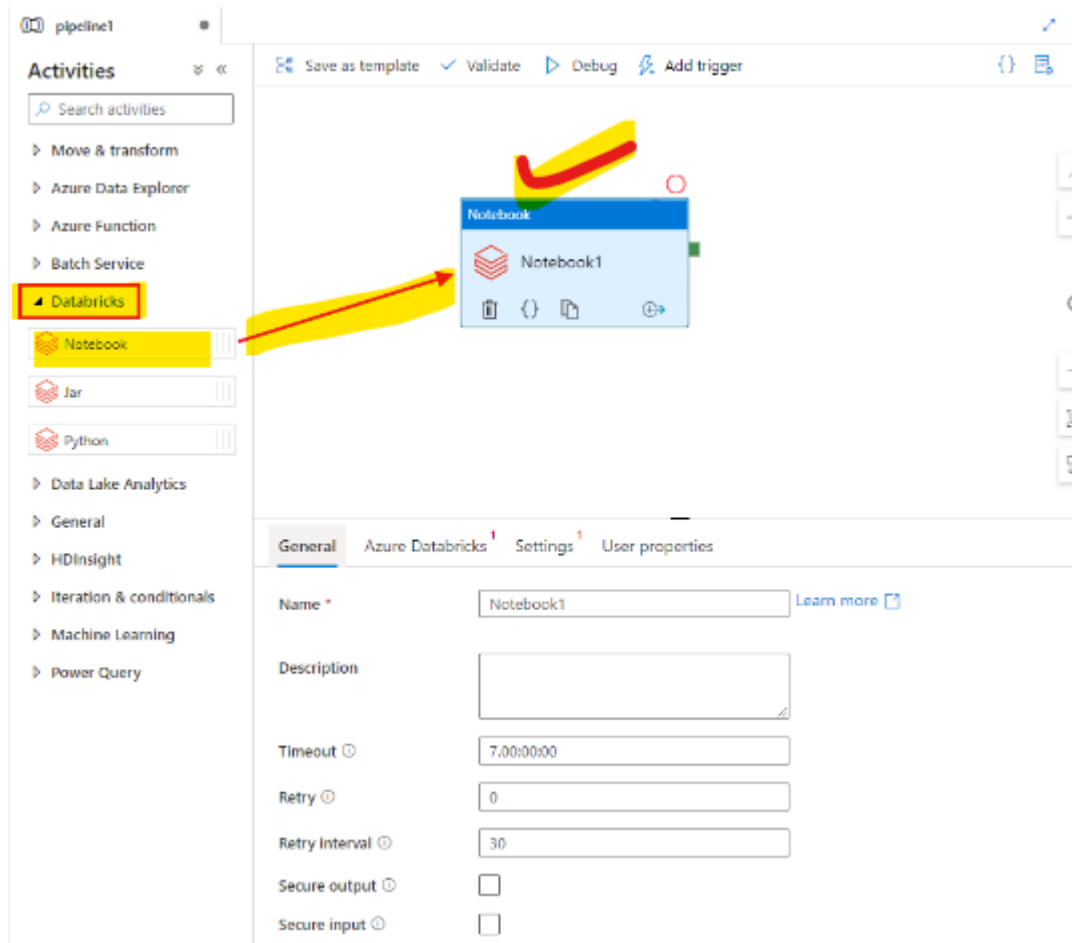 pipeline1
Activities
Save as template Validate Debug Add trigger
Search activities
Move & transform
Azure Data Explorer
Azure Function
Batch Service
Databricks
Notebook
Jar
Python
Data Lake Analytics
General
HDInsight
Iteration & conditionals
Machine Learning
Power Query
Notebook
Notebook1
General Azure Databricks 1 Settings 1 User properties
Name * Notebook1 Learn more
Description
Timeout 7.00:00:00
Retry 0
Retry interval 30
Secure output
Secure input